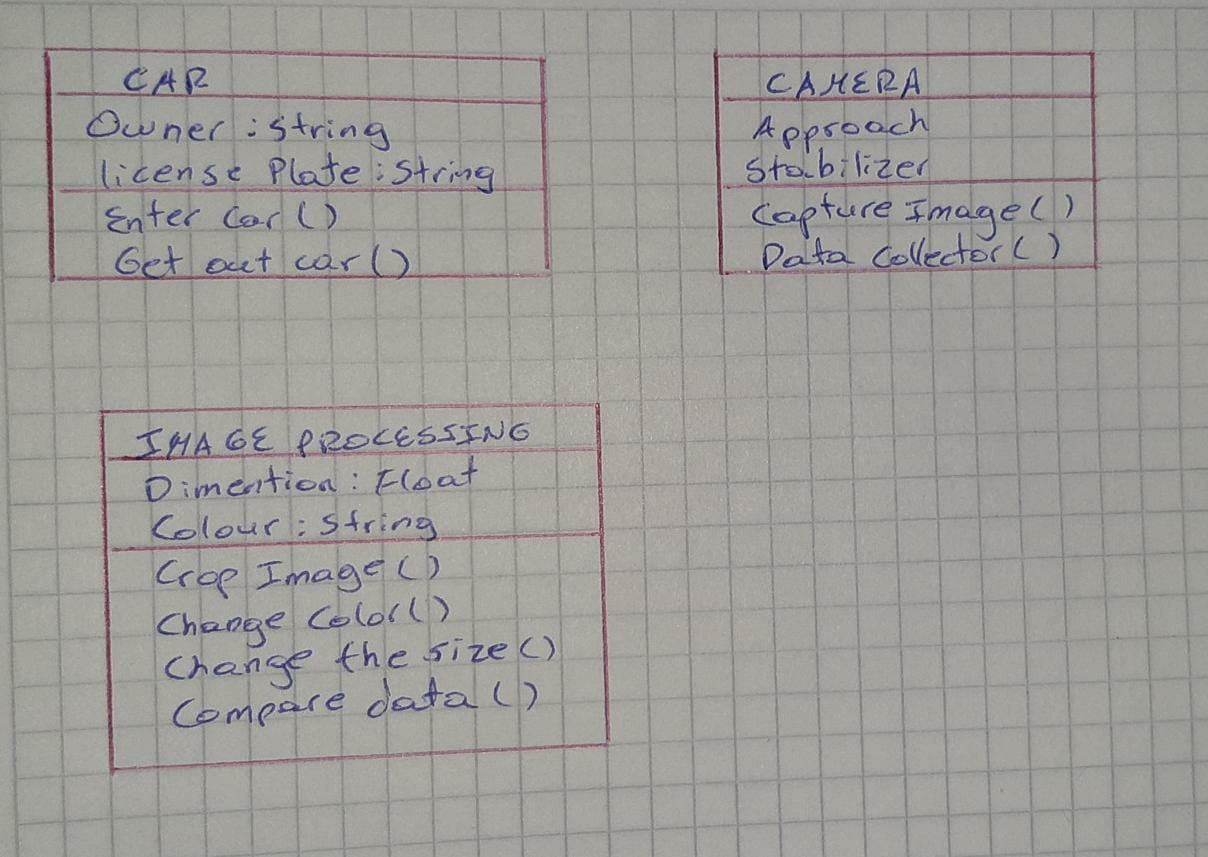 CAR
Owner : String
license Plate : String
Enter Car ()
Get out car ()
CAMERA
Approach
Stabilizer
Capture Image ()
Data Collector ()
IMAGE PROCESSING
Dimention : Float
Colour : String
Crop Image ()
Change Color ()
Change the size ()
Compare data ()